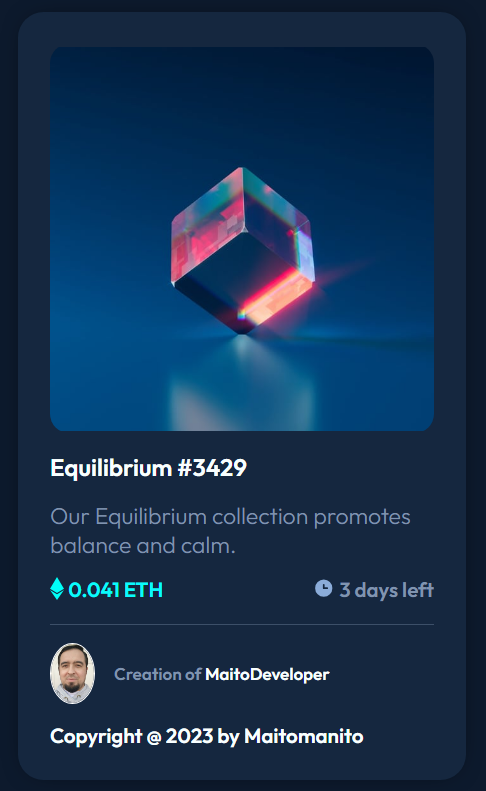 Equilibrium #3429
Our Equilibrium collection promotes
balance and calm.
0.041 ETH
3 days left
Creation of MaitoDeveloper
Copyright @ 2023 by Maitomanito